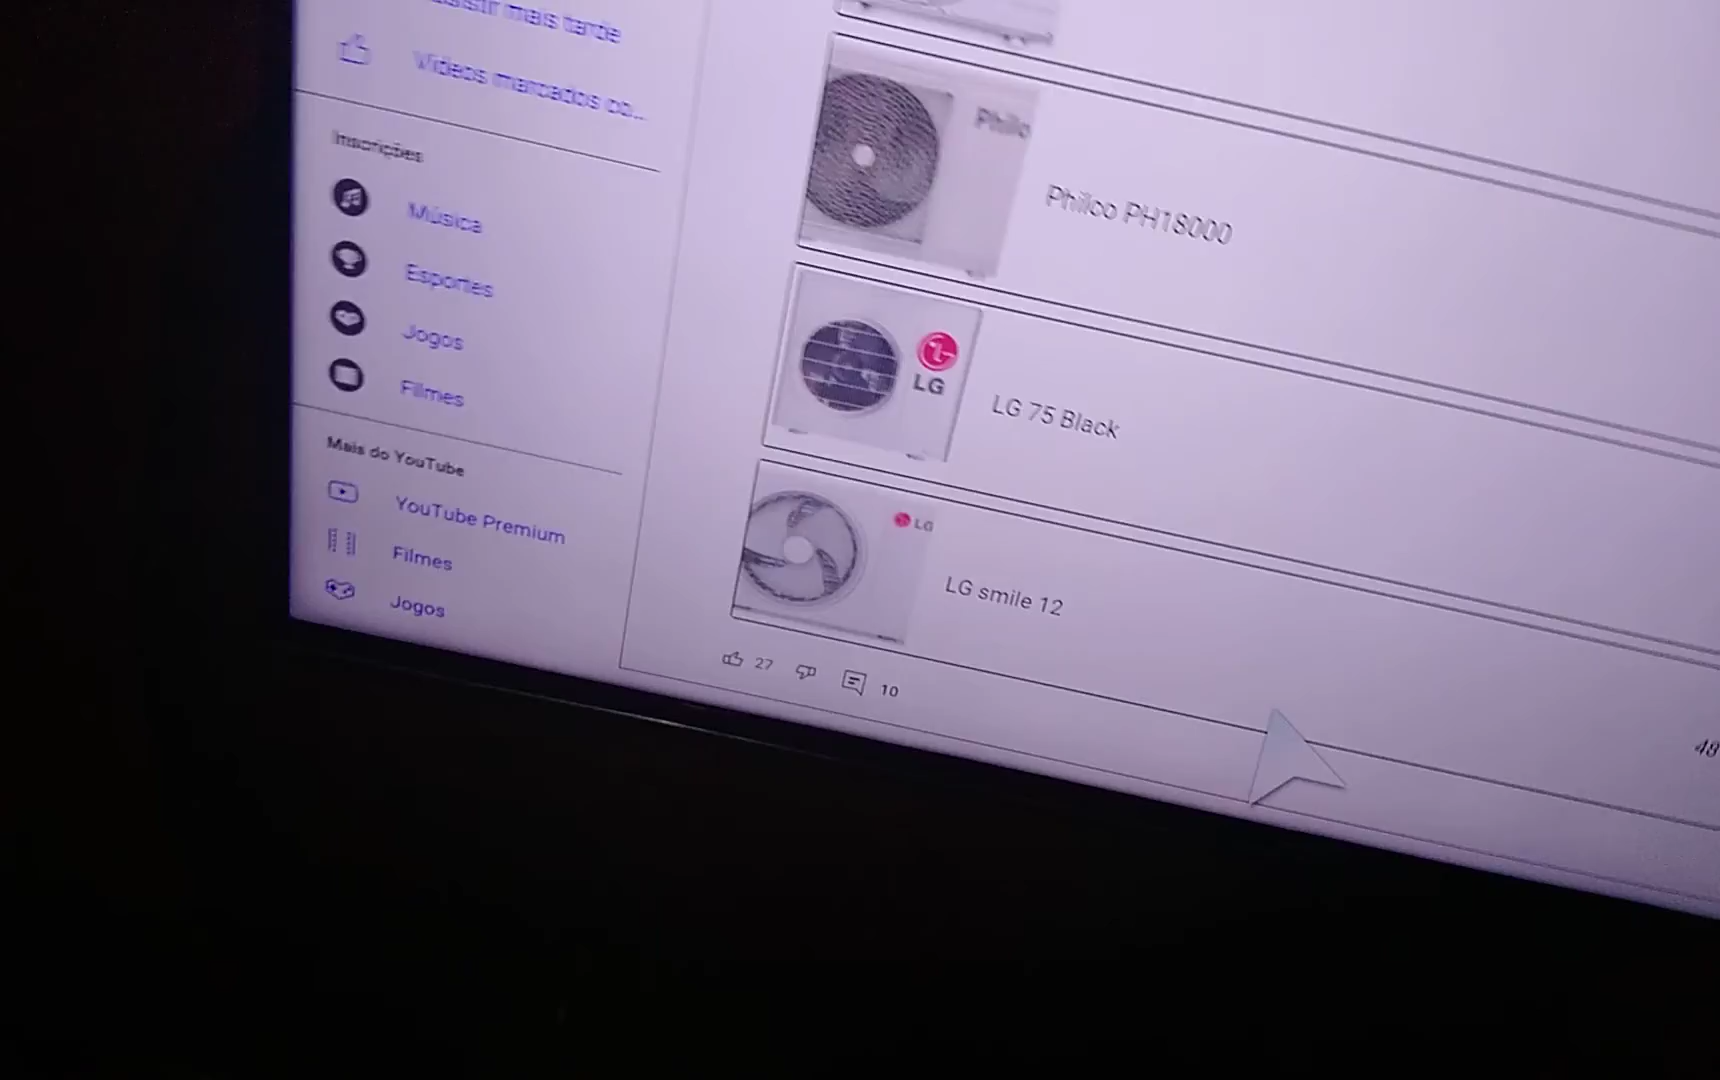 mais tarde
Vídeos marcados co...
Inscrições
Música
Esportes
Jogos
Filmes
Mais do YouTube
YouTube Premium
Filmes
Jogos
Philco
Philco PH18000
LG
LG 75 Black
LG
LG smile 12
27
10